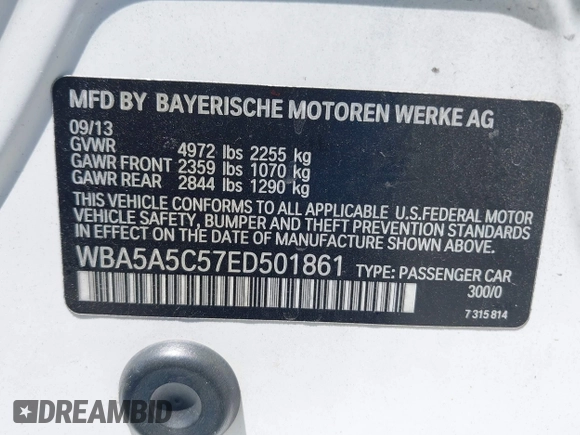 MFD BY BAYERISCHE MOTOREN WERKE AG
09/13
GVWR 4972 lbs 2255 kg
GAWR FRONT 2359 lbs 1070 kg
GAWR REAR 2844 lbs 1290 kg
THIS VEHICLE CONFORMS TO ALL APPLICABLE U.S.FEDERAL MOTOR
VEHICLE SAFETY, BUMPER AND THEFT PREVENTION STANDARDS
IN EFFECT ON THE DATE OF MANUFACTURE SHOWN ABOVE.
WBA5A5C57ED501861 TYPE: PASSENGER CAR
300/0
7 315 814
DREAMBID